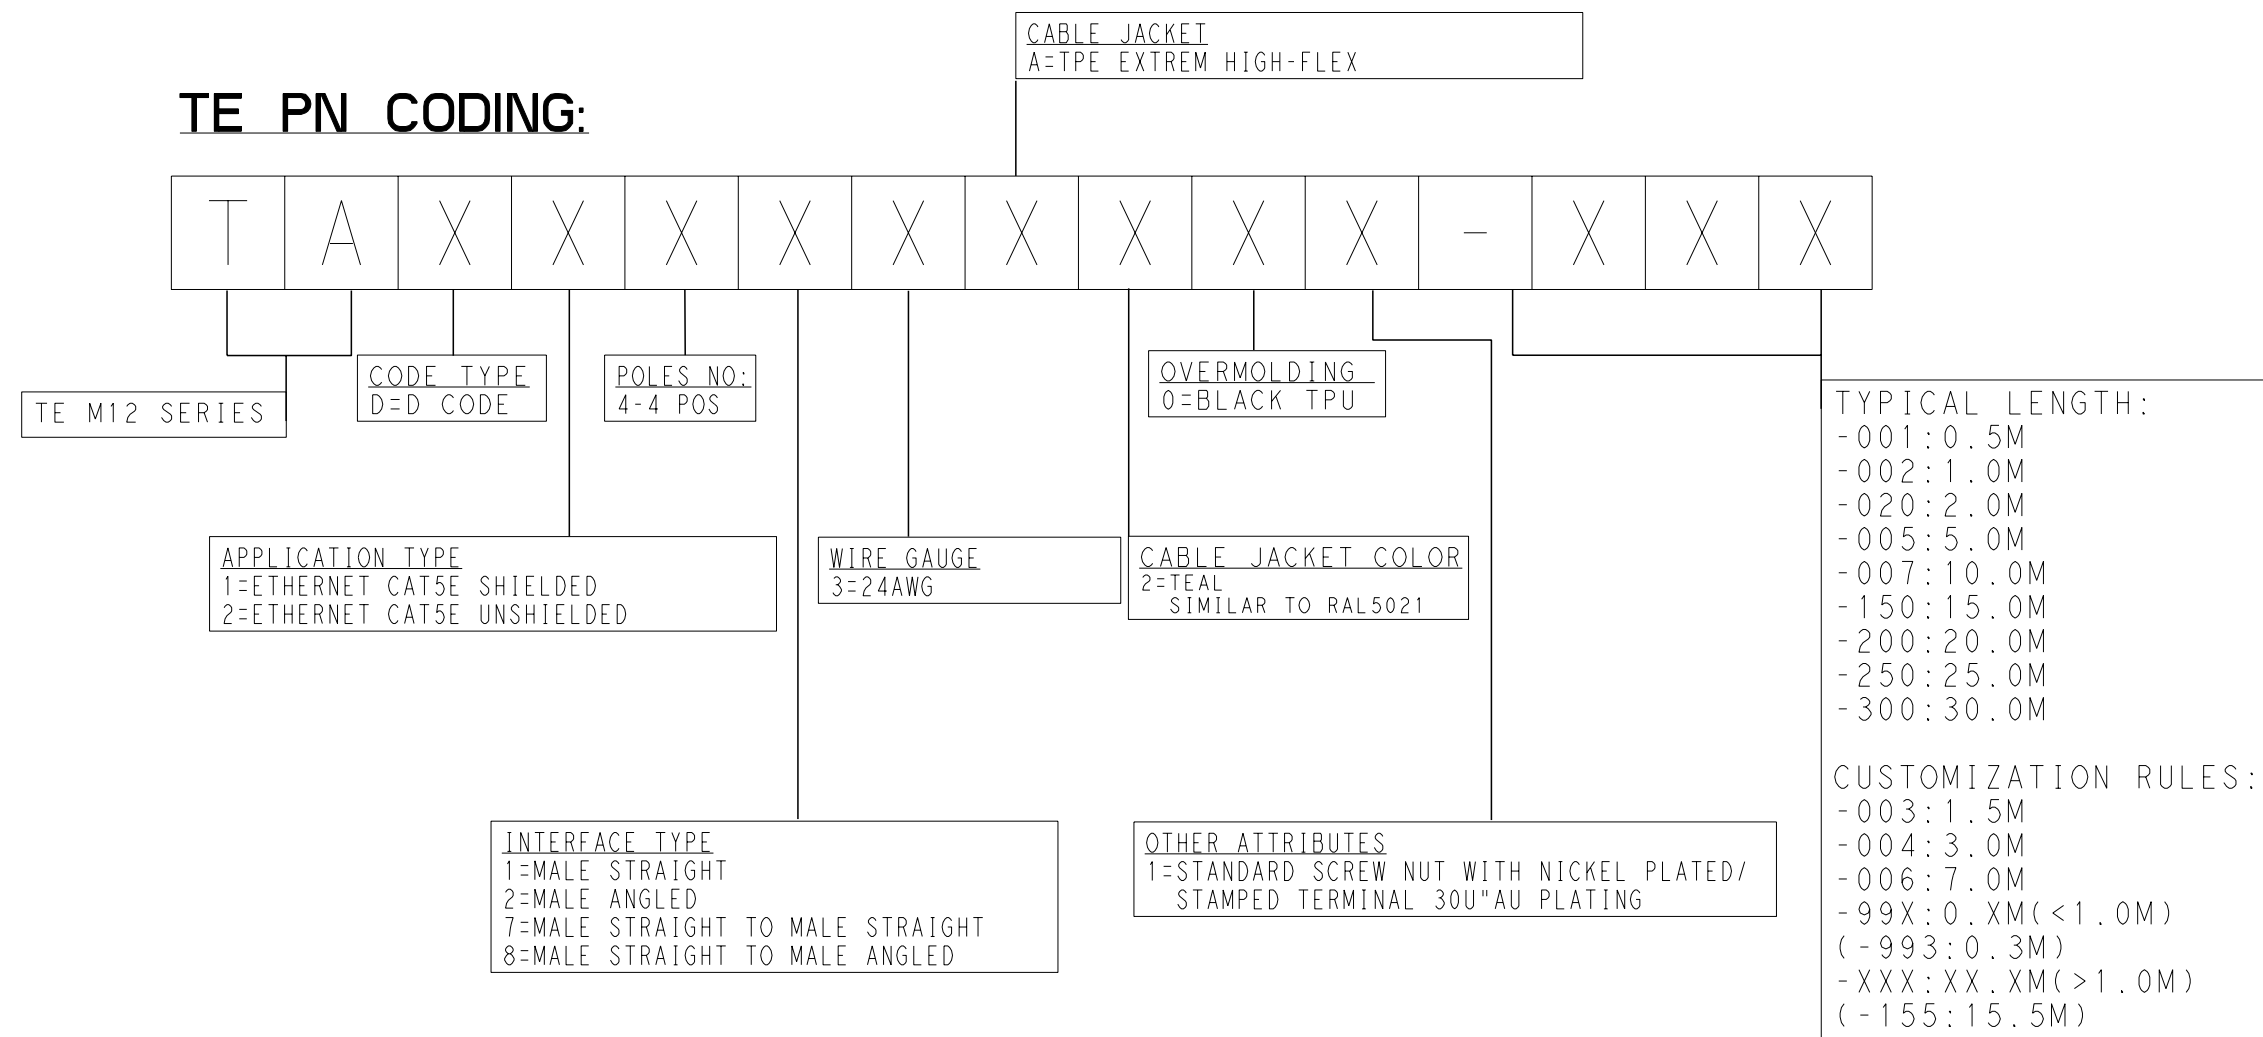 CABLE JACKET
A=TPE EXTREM HIGH-FLEX
TE PN CODING:
T A X X X X X X X X X - X X X
TE M12 SERIES
CODE TYPE
D=D CODE
POLES NO:
4-4 POS
OVERMOLDING
0=BLACK TPU
APPLICATION TYPE
1=ETHERNET CAT5E SHIELDED
2=ETHERNET CAT5E UNSHIELDED
WIRE GAUGE
3=24AWG
CABLE JACKET COLOR
2=TEAL
SIMILAR TO RAL5021
INTERFACE TYPE
1=MALE STRAIGHT
2=MALE ANGLED
7=MALE STRAIGHT TO MALE STRAIGHT
8=MALE STRAIGHT TO MALE ANGLED
OTHER ATTRIBUTES
1=STANDARD SCREW NUT WITH NICKEL PLATED/
STAMPED TERMINAL 30U"AU PLATING
TYPICAL LENGTH:
-001:0.5M
-002:1.0M
-020:2.0M
-005:5.0M
-007:10.0M
-150:15.0M
-200:20.0M
-250:25.0M
-300:30.0M
CUSTOMIZATION RULES:
-003:1.5M
-004:3.0M
-006:7.0M
-99X:0.XM(<1.0M)
(-993:0.3M)
-XXX:XX.XM(>1.0M)
(-155:15.5M)